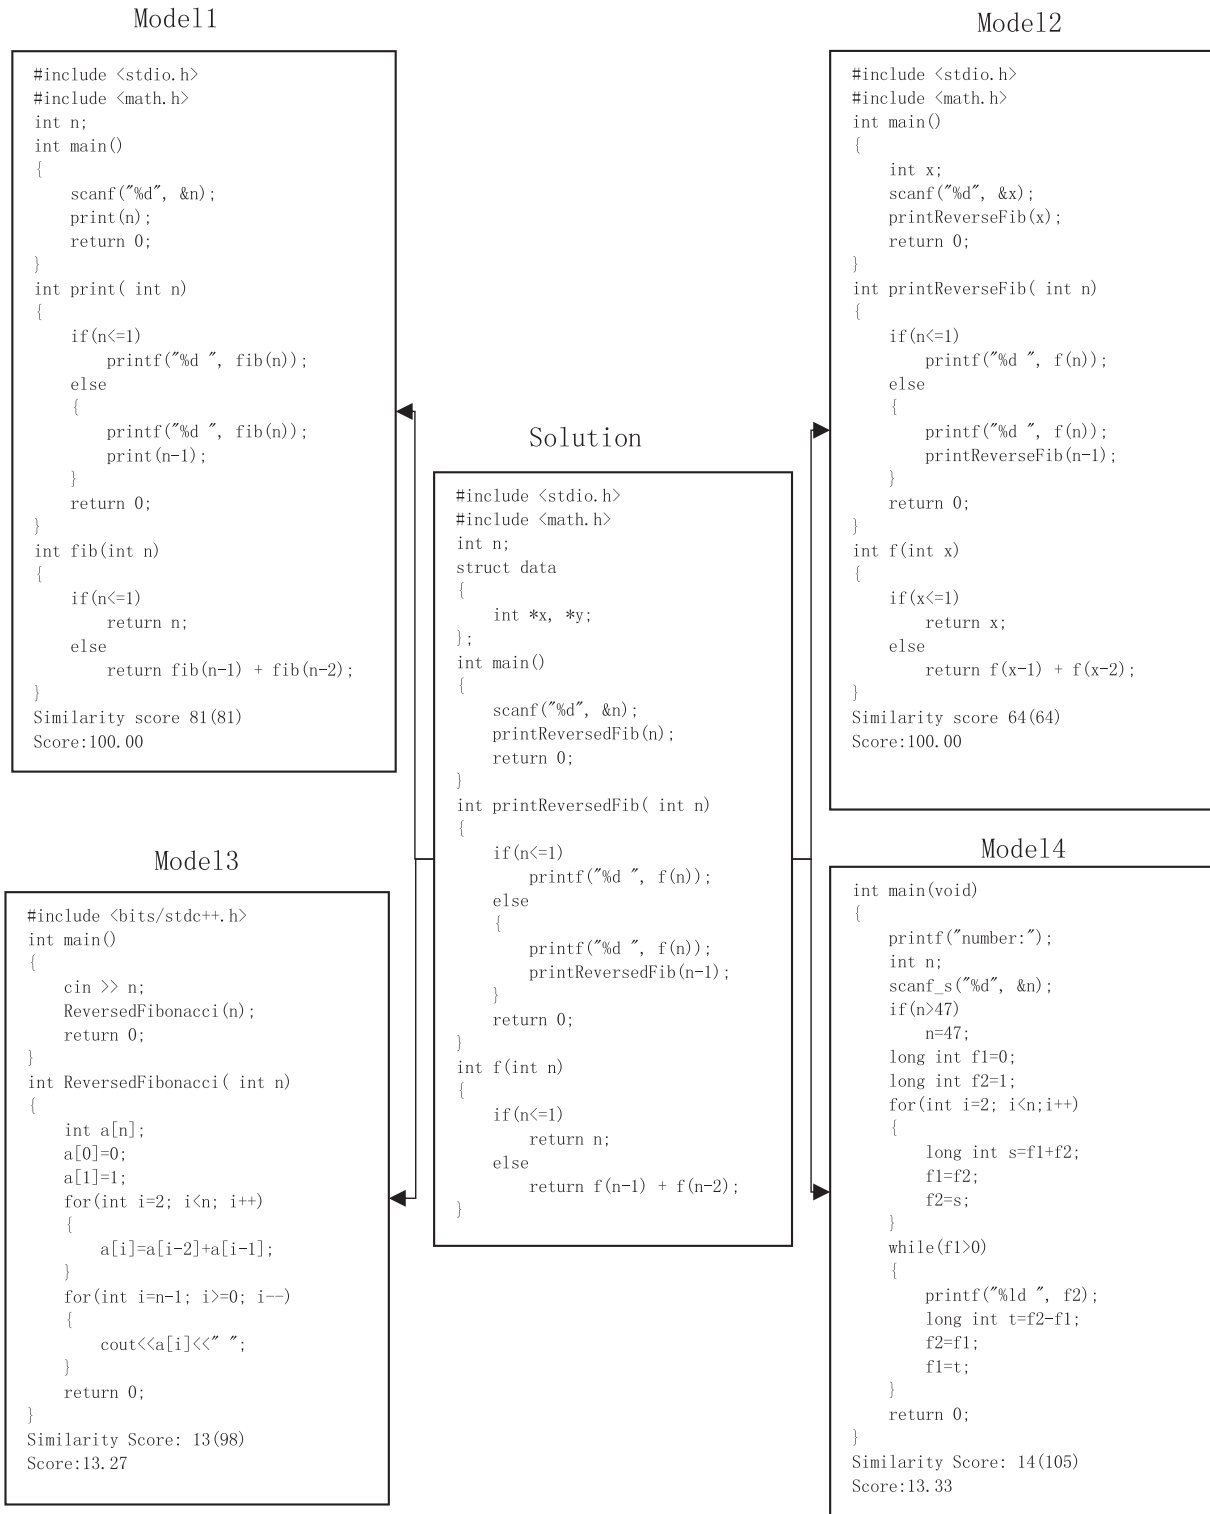 Model1
#include <stdio.h>
#include <math.h>
int n;
int main()
{
scanf("%d", &n);
print(n);
return 0;
}
int print( int n)
{
if(n<=1)
printf("%d ", fib(n));
else
{
printf("%d ", fib(n));
print(n-1);
}
return 0;
}
int fib(int n)
{
if(n<=1)
return n;
else
return fib(n-1) + fib(n-2);
}
Similarity score 81(81)
Score:100.00
Model2
#include <stdio.h>
#include <math.h>
int main()
{
int x;
scanf("%d", &x);
printReverseFib(x);
return 0;
}
int printReverseFib( int n)
{
if(n<=1)
printf("%d ", f(n));
else
{
printf("%d ", f(n));
printReverseFib(n-1);
}
return 0;
}
int f(int x)
{
if(x<=1)
return x;
else
return f(x-1) + f(x-2);
}
Similarity score 64(64)
Score:100.00
Solution
#include <stdio.h>
#include <math.h>
int n;
struct data
{
int *x, *y;
};
int main()
{
scanf("%d", &n);
printReversedFib(n);
return 0;
}
int printReversedFib( int n)
{
if(n<=1)
printf("%d ", f(n));
else
{
printf("%d ", f(n));
printReversedFib(n-1);
}
return 0;
}
int f(int n)
{
if(n<=1)
return n;
else
return f(n-1) + f(n-2);
}
Model3
#include <bits/stdc++.h>
int main()
{
cin >> n;
ReversedFibonacci(n);
return 0;
}
int ReversedFibonacci( int n)
{
int a[n];
a[0]=0;
a[1]=1;
for(int i=2; i<n; i++)
{
a[i]=a[i-2]+a[i-1];
}
for(int i=n-1; i>=0; i--)
{
cout<<a[i]<<" ";
}
return 0;
}
Similarity Score: 13(98)
Score:13.27
Model4
int main(void)
{
printf("number:");
int n;
scanf_s("%d", &n);
if(n>47)
n=47;
long int f1=0;
long int f2=1;
for(int i=2; i<n;i++)
{
long int s=f1+f2;
f1=f2;
f2=s;
}
while(f1>0)
{
printf("%ld ", f2);
long int t=f2-f1;
f2=f1;
f1=t;
}
return 0;
}
Similarity Score: 14(105)
Score:13.33